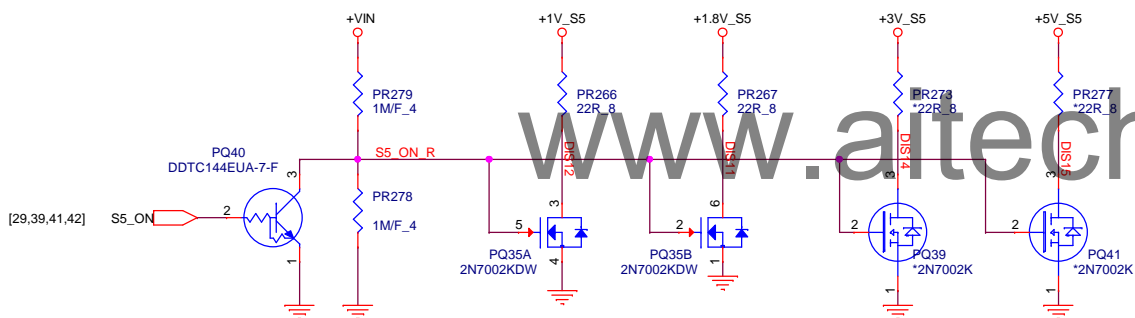 +VIN
+1V_S5
+1.8V_S5
+3V_S5
+5V_S5
PR279
1M/F_4
PR266
22R_8
PR267
22R_8
PR273
*22R_8
PR277
*22R_8
www.aitech
PQ40
DDTC144EUA-7-F
S5_ON_R
DIS12
DIS11
DIS14
DIS15
3
PR278
1M/F_4
3
6
3
3
[29,39,41,42]
S5_ON
2
5
2
2
2
PQ35A
2N7002KDW
PQ35B
2N7002KDW
PQ39
*2N7002K
PQ41
*2N7002K
1
4
1
1
1